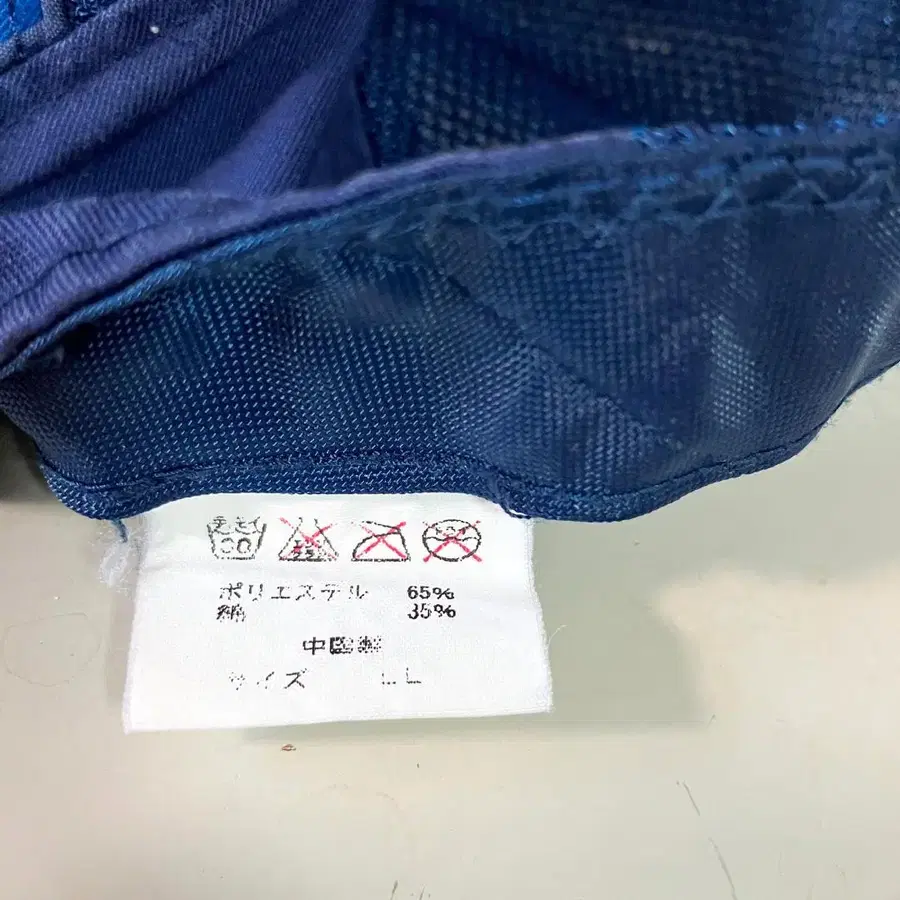 ポリエステル 65%
綿 35%
中国製
サイズ LL